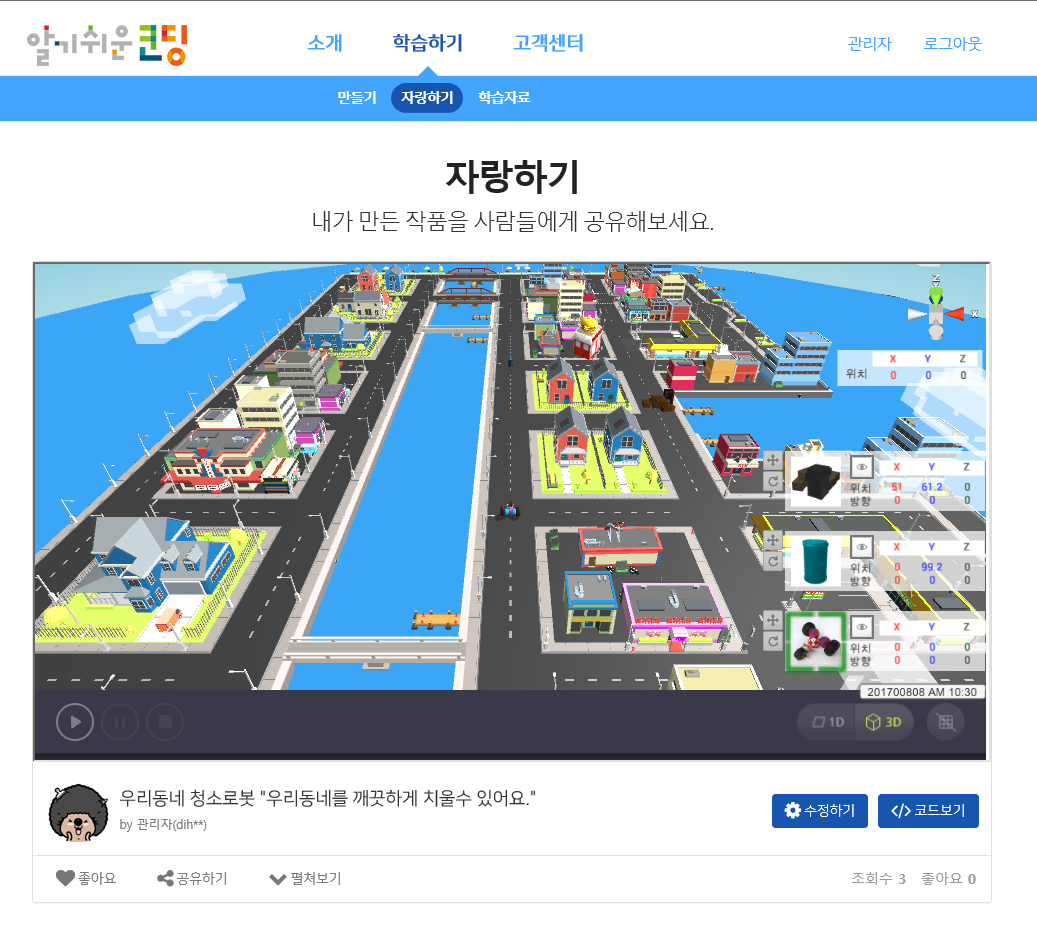 알기쉬운코딩
소개 학습하기 고객센터 관리자 로그아웃
만들기 자랑하기 학습자료
자랑하기
내가 만든 작품을 사람들에게 공유해보세요.
Z
X
X Y Z
위치 0 0 0
X Y Z
위치 51 61.2 0
방향 0 0 0
X Y Z
위치 0 99.2 0
방향 0 0 0
X Y Z
위치 0 0 0
방향 0 0 0
201700808 AM 10:30
1D 3D
우리동네 청소로봇 "우리동네를 깨끗하게 치울수 있어요."
by 관리자(dih**)
수정하기 </> 코드보기
좋아요 공유하기 펼쳐보기 조회수 3 좋아요 0